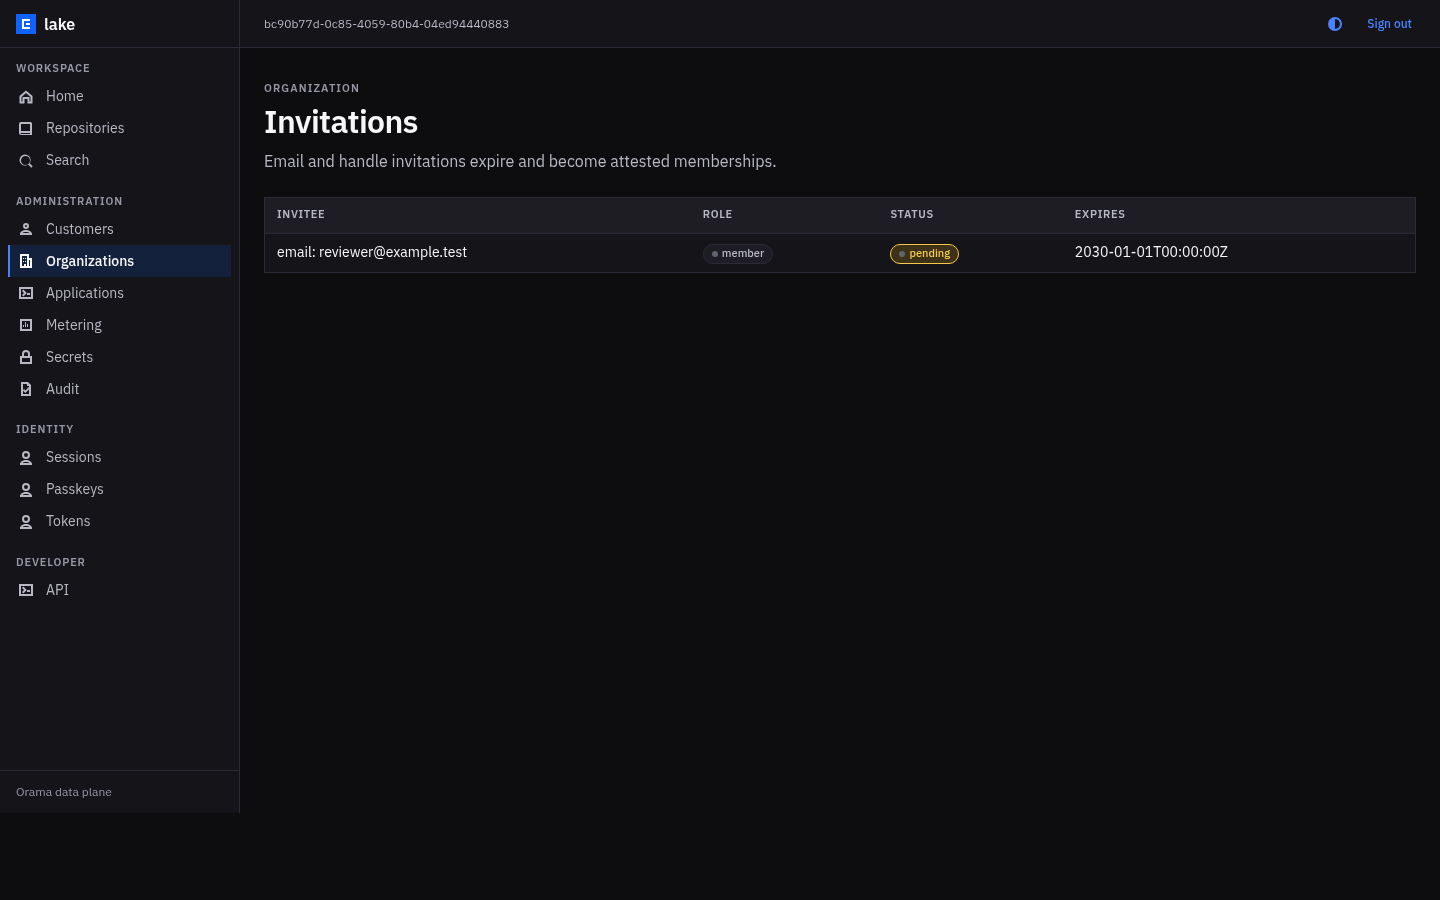 lake
bc90b77d-0c85-4059-80b4-04ed94440883
Sign out
WORKSPACE
Home
Repositories
Search
ADMINISTRATION
Customers
Organizations
Applications
Metering
Secrets
Audit
IDENTITY
Sessions
Passkeys
Tokens
DEVELOPER
API
Orama data plane
ORGANIZATION
Invitations
Email and handle invitations expire and become attested memberships.
INVITEE ROLE STATUS EXPIRES
email: reviewer@example.test member pending 2030-01-01T00:00:00Z